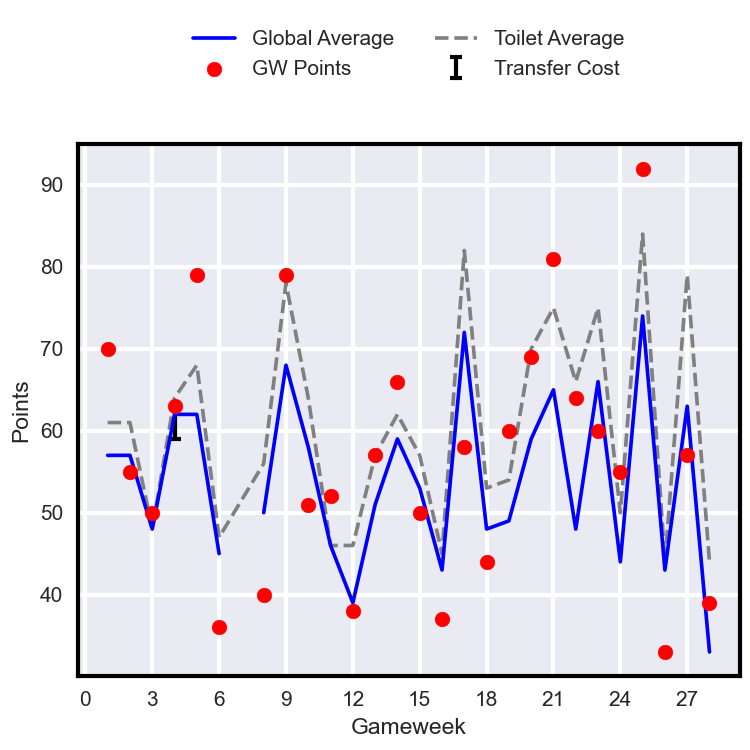 Global Average
Toilet Average
GW Points
Transfer Cost
90
80
70
60
50
40
Points
0 3 6 9 12 15 18 21 24 27
Gameweek